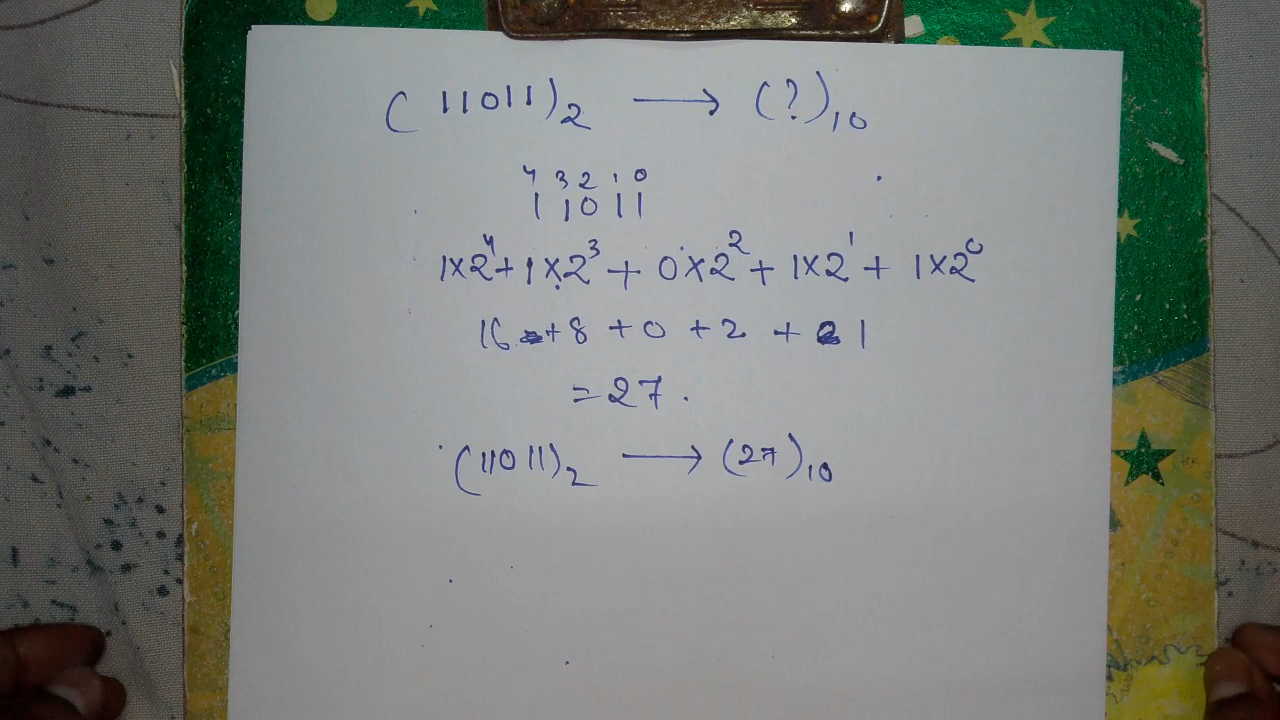 ( 11011)₂ → (?)₁₀
4 3 2 1 0
1 1 0 1 1
1×2⁴+1×2³+0×2²+1×2¹+1×2⁰
16 +8 +0 +2 + 1
=27.
(11011)₂ → (27)₁₀